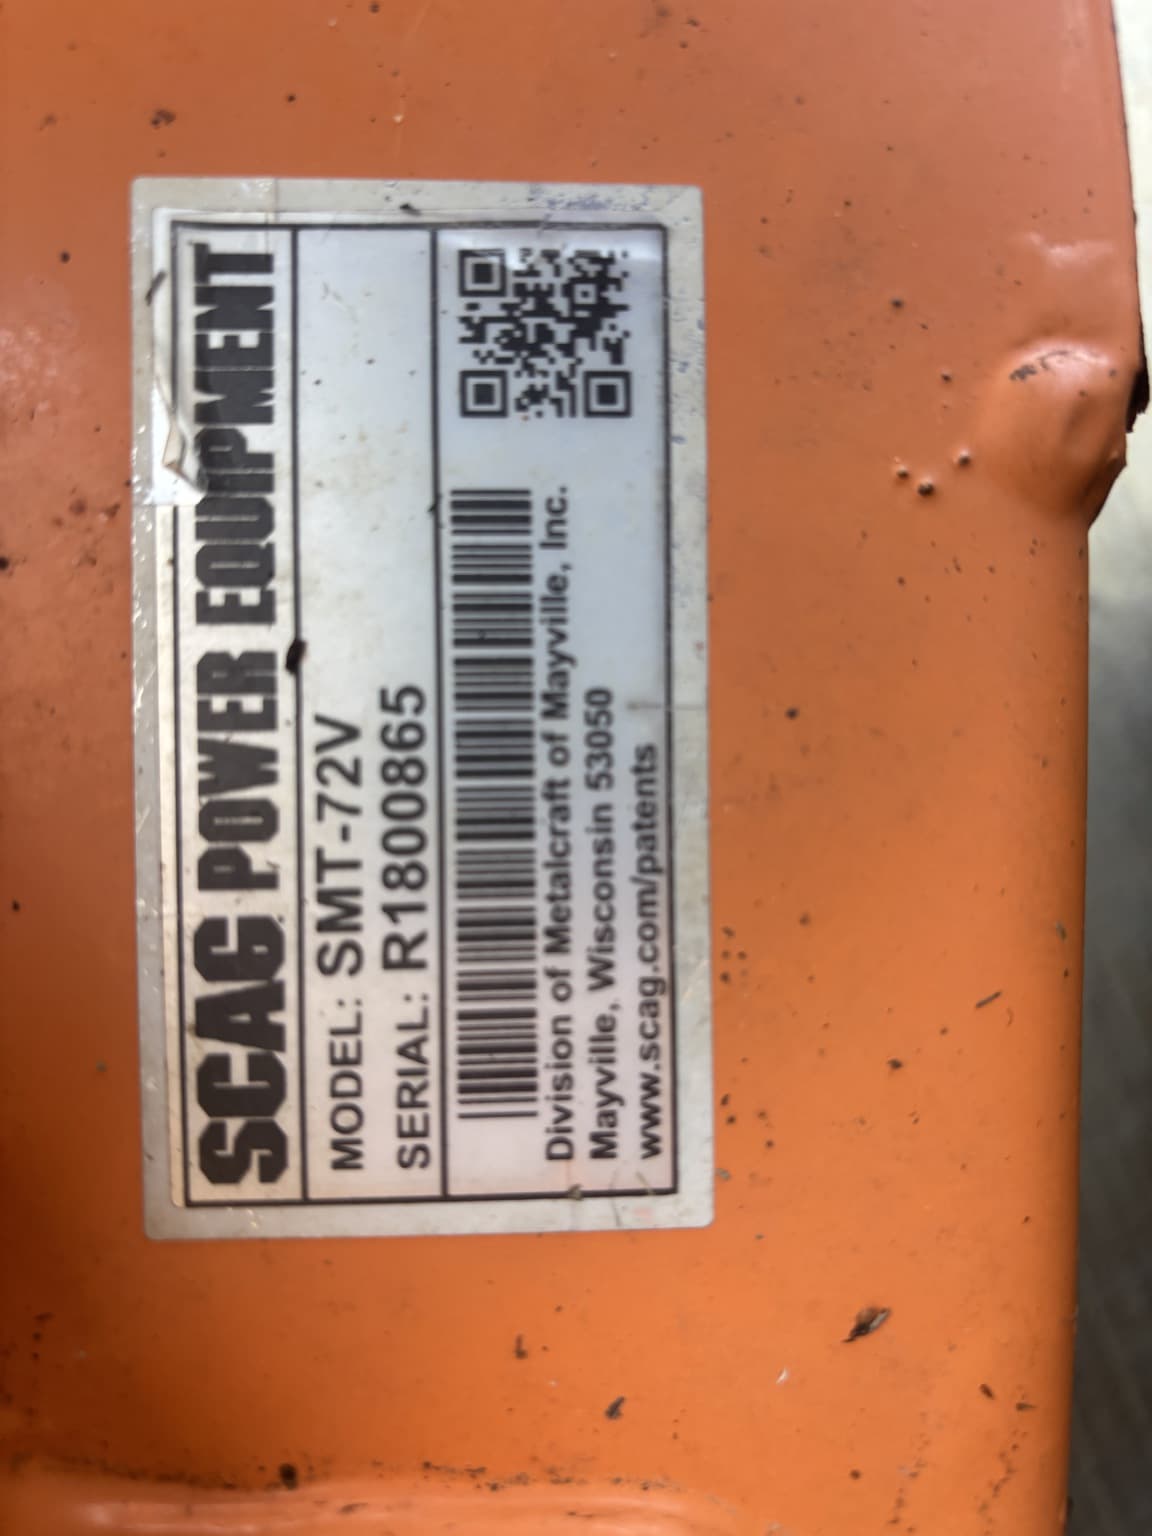 SCAG POWER EQUIPMENT
MODEL: SMT-72V
SERIAL: R1800865
Division of Metalcraft of Mayville, Inc.
Mayville, Wisconsin 53050
www.scag.com/patents